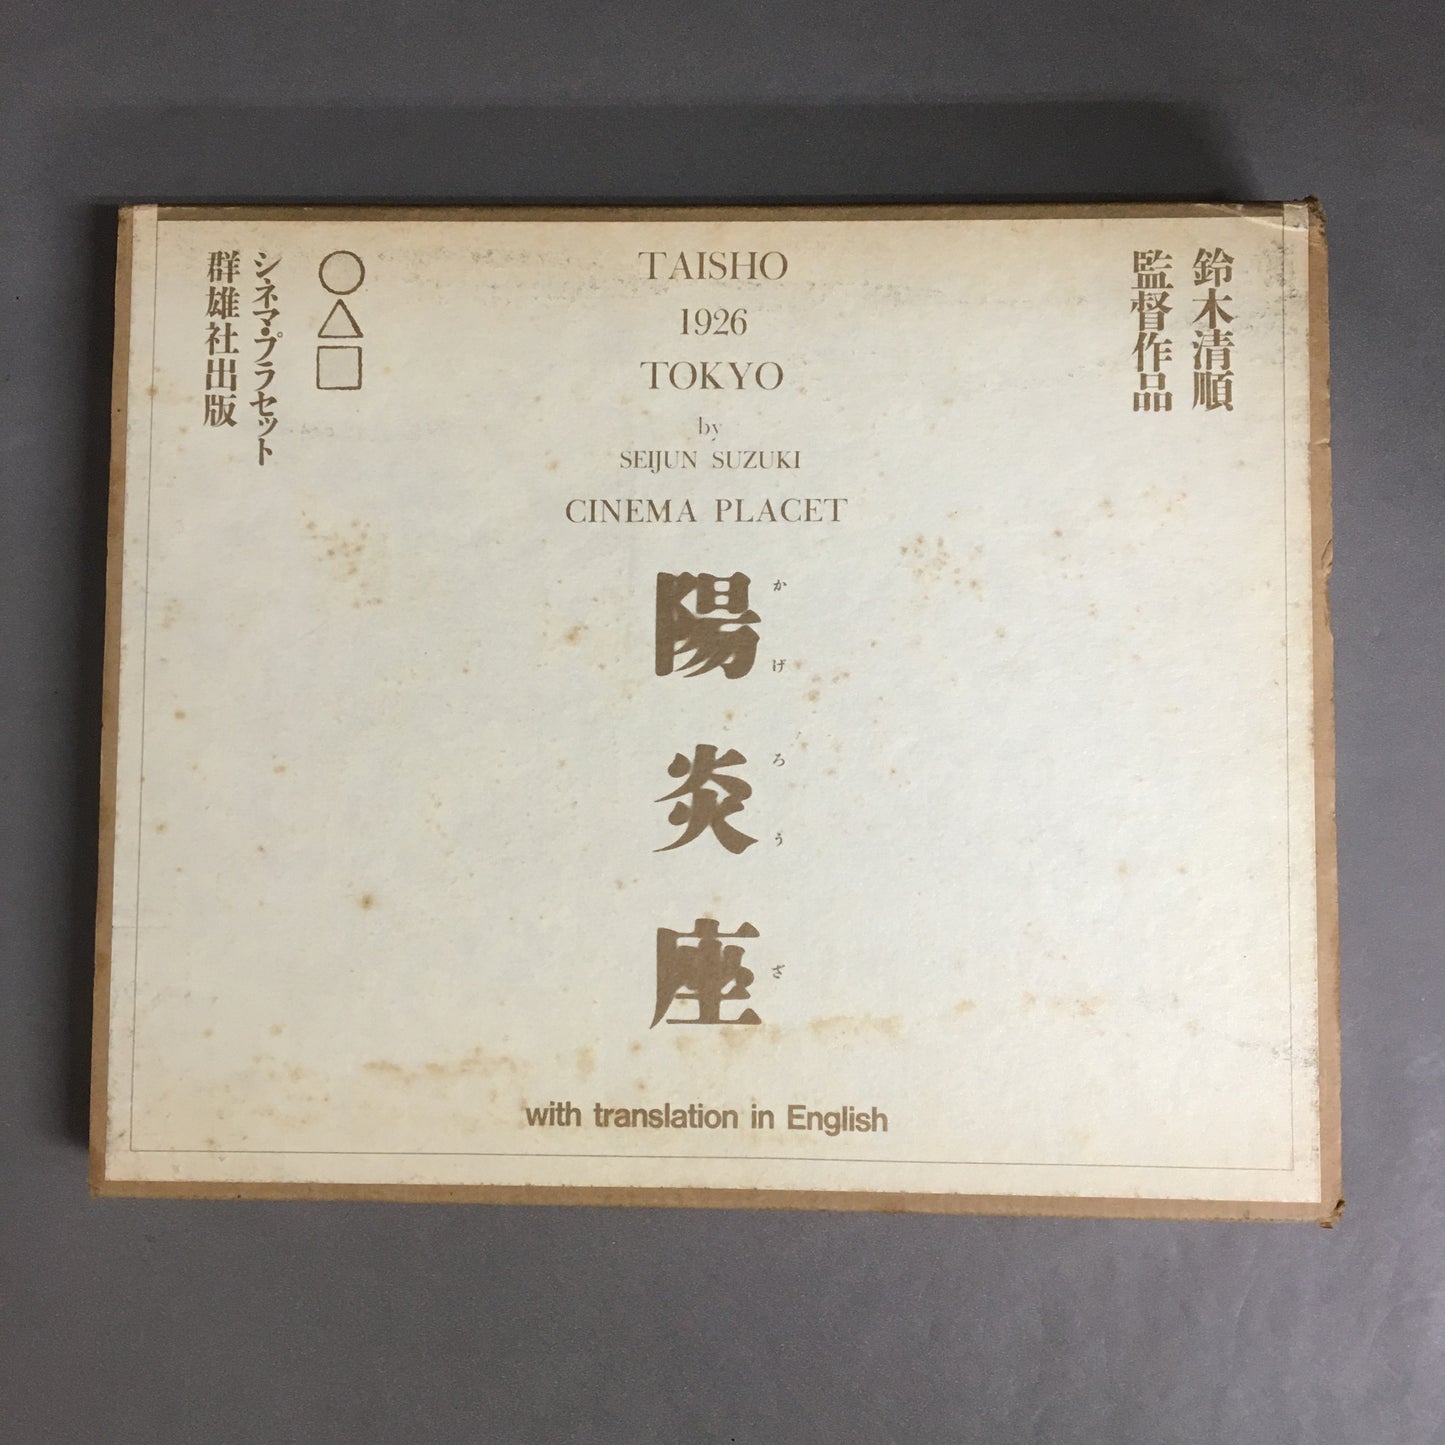 鈴木清順
監督作品
TAISHO
1926
TOKYO
by
SEIJUN SUZUKI
CINEMA PLACET
陽炎座
かげろうざ
シネマ・プラセット
群雄社出版
with translation in English